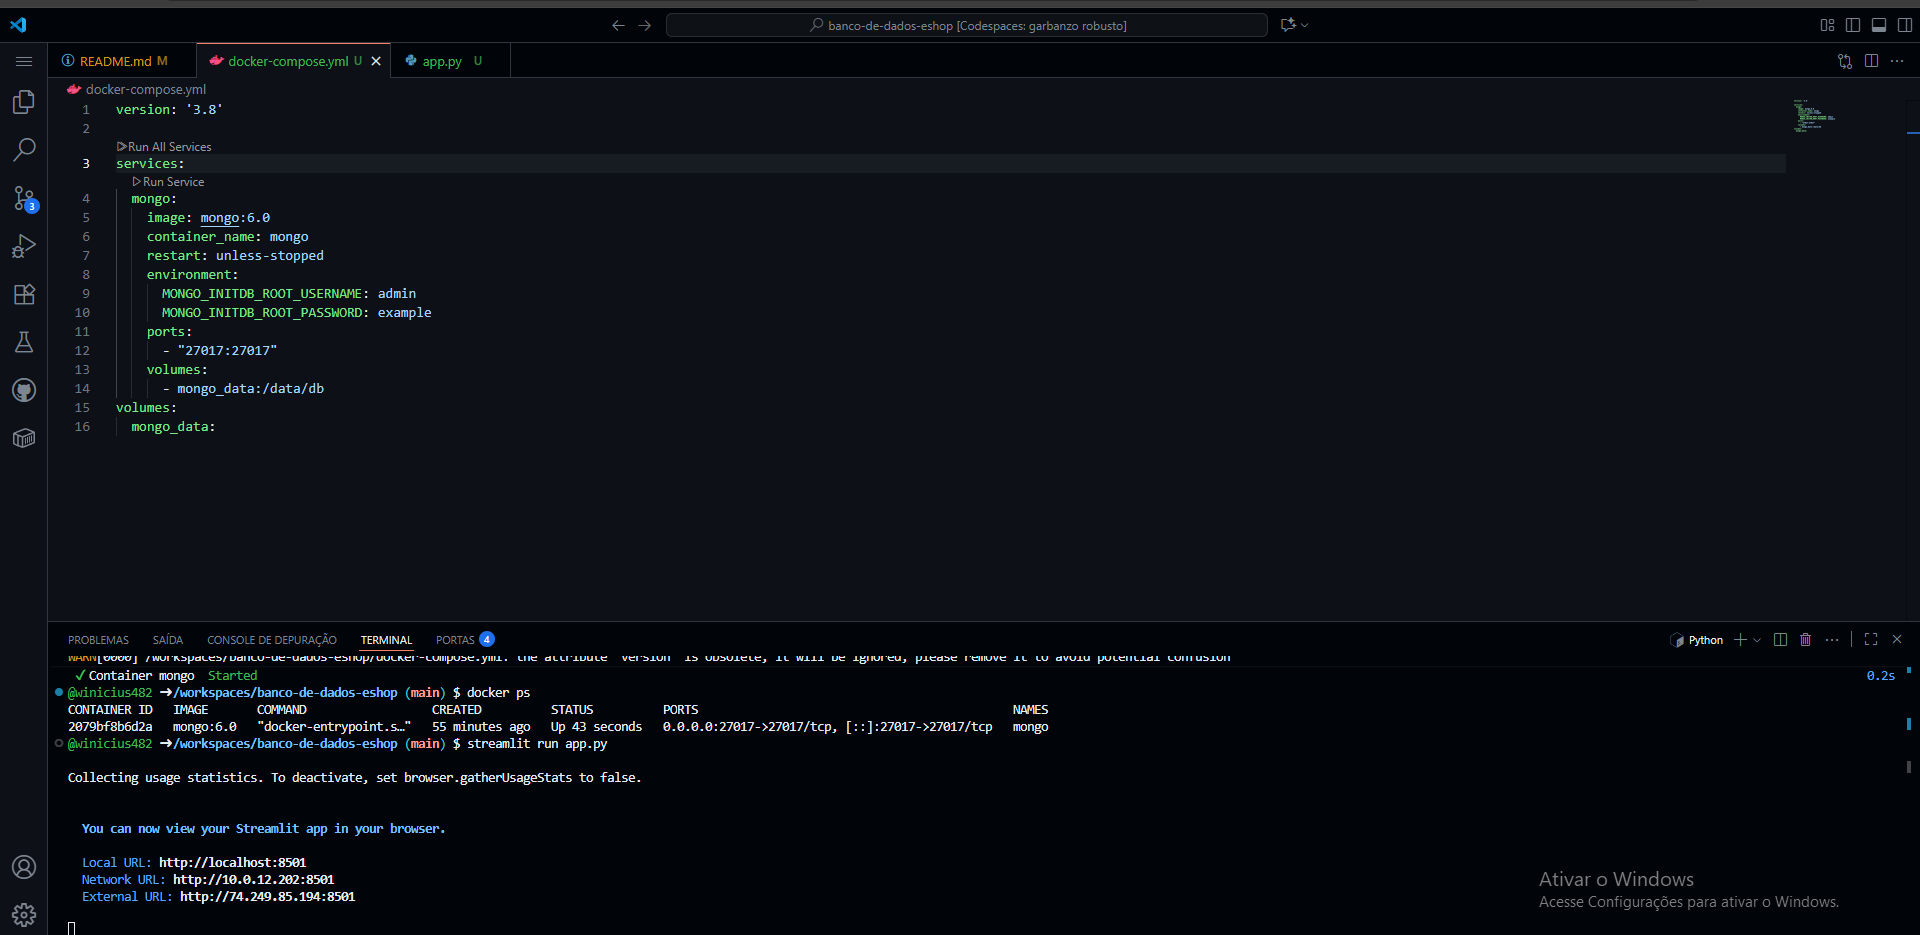 banco-de-dados-eshop [Codespaces: garbanzo robusto]
README.md M
docker-compose.yml U
app.py U
docker-compose.yml
1 version: '3.8'
2
Run All Services
3 services:
Run Service
4 mongo:
5 image: mongo:6.0
6 container_name: mongo
7 restart: unless-stopped
8 environment:
9 MONGO_INITDB_ROOT_USERNAME: admin
10 MONGO_INITDB_ROOT_PASSWORD: example
11 ports:
12 - "27017:27017"
13 volumes:
14 - mongo_data:/data/db
15 volumes:
16 mongo_data:
3
PROBLEMAS SAÍDA CONSOLE DE DEPURAÇÃO TERMINAL PORTAS 4
Python
WARN[0000] /workspaces/banco-de-dados-eshop/docker-compose.yml: the attribute `version` is obsolete, it will be ignored, please remove it to avoid potential confusion
✓ Container mongo Started 0.2s
@winicius482 ➜/workspaces/banco-de-dados-eshop (main) $ docker ps
CONTAINER ID IMAGE COMMAND CREATED STATUS PORTS NAMES
2079bf8b6d2a mongo:6.0 "docker-entrypoint.s…" 55 minutes ago Up 43 seconds 0.0.0.0:27017->27017/tcp, [::]:27017->27017/tcp mongo
@winicius482 ➜/workspaces/banco-de-dados-eshop (main) $ streamlit run app.py
Collecting usage statistics. To deactivate, set browser.gatherUsageStats to false.
You can now view your Streamlit app in your browser.
Local URL: http://localhost:8501
Network URL: http://10.0.12.202:8501
External URL: http://74.249.85.194:8501
Ativar o Windows
Acesse Configurações para ativar o Windows.